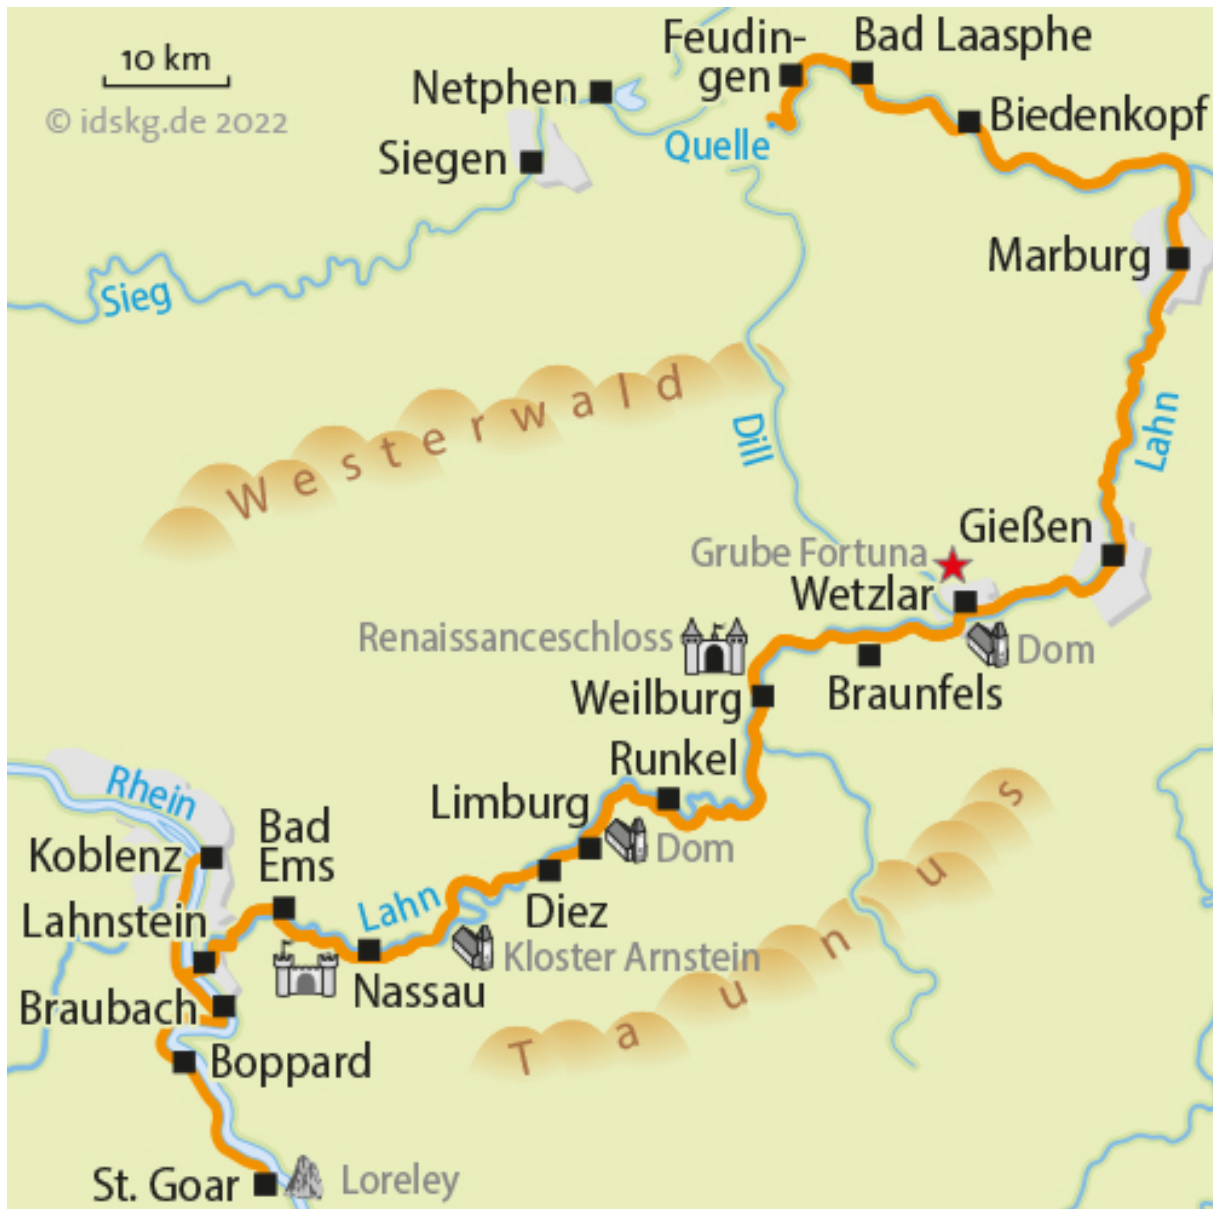 10 km
© idskg.de 2022
Feudin-
gen
Bad Laasphe
Netphen
Biedenkopf
Quelle
Siegen
Marburg
Sieg
Westerwald
Lahn
Dill
Gießen
Grube Fortuna
Wetzlar
Renaissanceschloss
Dom
Braunfels
Weilburg
Runkel
Rhein
Limburg
Taunus
Bad
Ems
Dom
Koblenz
Lahn
Diez
Lahnstein
Kloster Arnstein
Nassau
Braubach
Boppard
St. Goar
Loreley